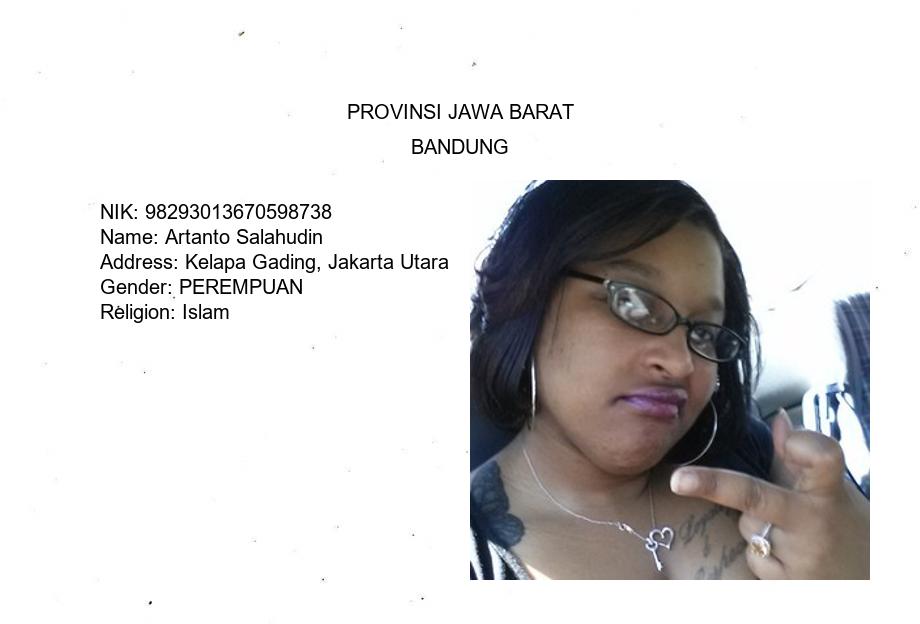 PROVINSI JAWA BARAT
BANDUNG
NIK: 98293013670598738
Name: Artanto Salahudin
Address: Kelapa Gading, Jakarta Utara
Gender: PEREMPUAN
Religion: Islam